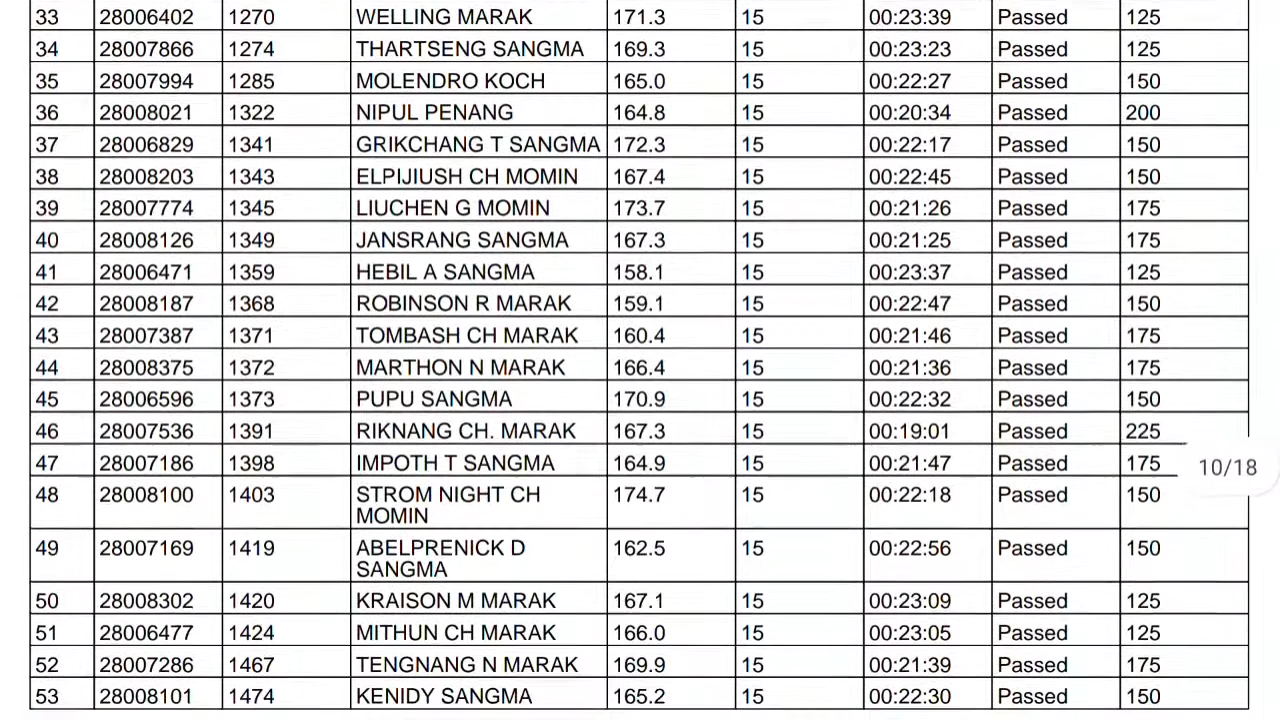 33 28006402 1270 WELLING MARAK 171.3 15 00:23:39 Passed 125
34 28007866 1274 THARTSENG SANGMA 169.3 15 00:23:23 Passed 125
35 28007994 1285 MOLENDRO KOCH 165.0 15 00:22:27 Passed 150
36 28008021 1322 NIPUL PENANG 164.8 15 00:20:34 Passed 200
37 28006829 1341 GRIKCHANG T SANGMA 172.3 15 00:22:17 Passed 150
38 28008203 1343 ELPIJIUSH CH MOMIN 167.4 15 00:22:45 Passed 150
39 28007774 1345 LIUCHEN G MOMIN 173.7 15 00:21:26 Passed 175
40 28008126 1349 JANSRANG SANGMA 167.3 15 00:21:25 Passed 175
41 28006471 1359 HEBIL A SANGMA 158.1 15 00:23:37 Passed 125
42 28008187 1368 ROBINSON R MARAK 159.1 15 00:22:47 Passed 150
43 28007387 1371 TOMBASH CH MARAK 160.4 15 00:21:46 Passed 175
44 28008375 1372 MARTHON N MARAK 166.4 15 00:21:36 Passed 175
45 28006596 1373 PUPU SANGMA 170.9 15 00:22:32 Passed 150
46 28007536 1391 RIKNANG CH. MARAK 167.3 15 00:19:01 Passed 225
47 28007186 1398 IMPOTH T SANGMA 164.9 15 00:21:47 Passed 175
10/18
48 28008100 1403 STROM NIGHT CH 174.7 15 00:22:18 Passed 150
MOMIN
49 28007169 1419 ABELPRENICK D 162.5 15 00:22:56 Passed 150
SANGMA
50 28008302 1420 KRAISON M MARAK 167.1 15 00:23:09 Passed 125
51 28006477 1424 MITHUN CH MARAK 166.0 15 00:23:05 Passed 125
52 28007286 1467 TENGNANG N MARAK 169.9 15 00:21:39 Passed 175
53 28008101 1474 KENIDY SANGMA 165.2 15 00:22:30 Passed 150